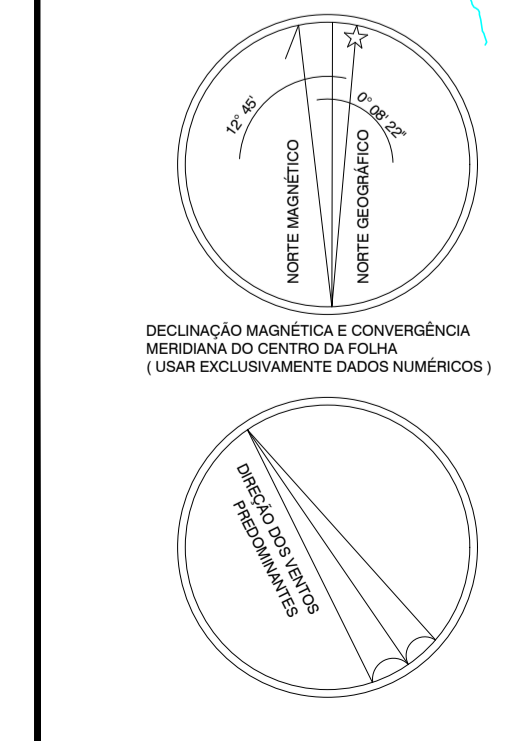 12° 45'
0° 08' 22"
NORTE MAGNÉTICO
NORTE GEOGRÁFICO
DECLINAÇÃO MAGNÉTICA E CONVERGÊNCIA
MERIDIANA DO CENTRO DA FOLHA
( USAR EXCLUSIVAMENTE DADOS NUMÉRICOS )
DIREÇÃO DOS VENTOS
PREDOMINANTES